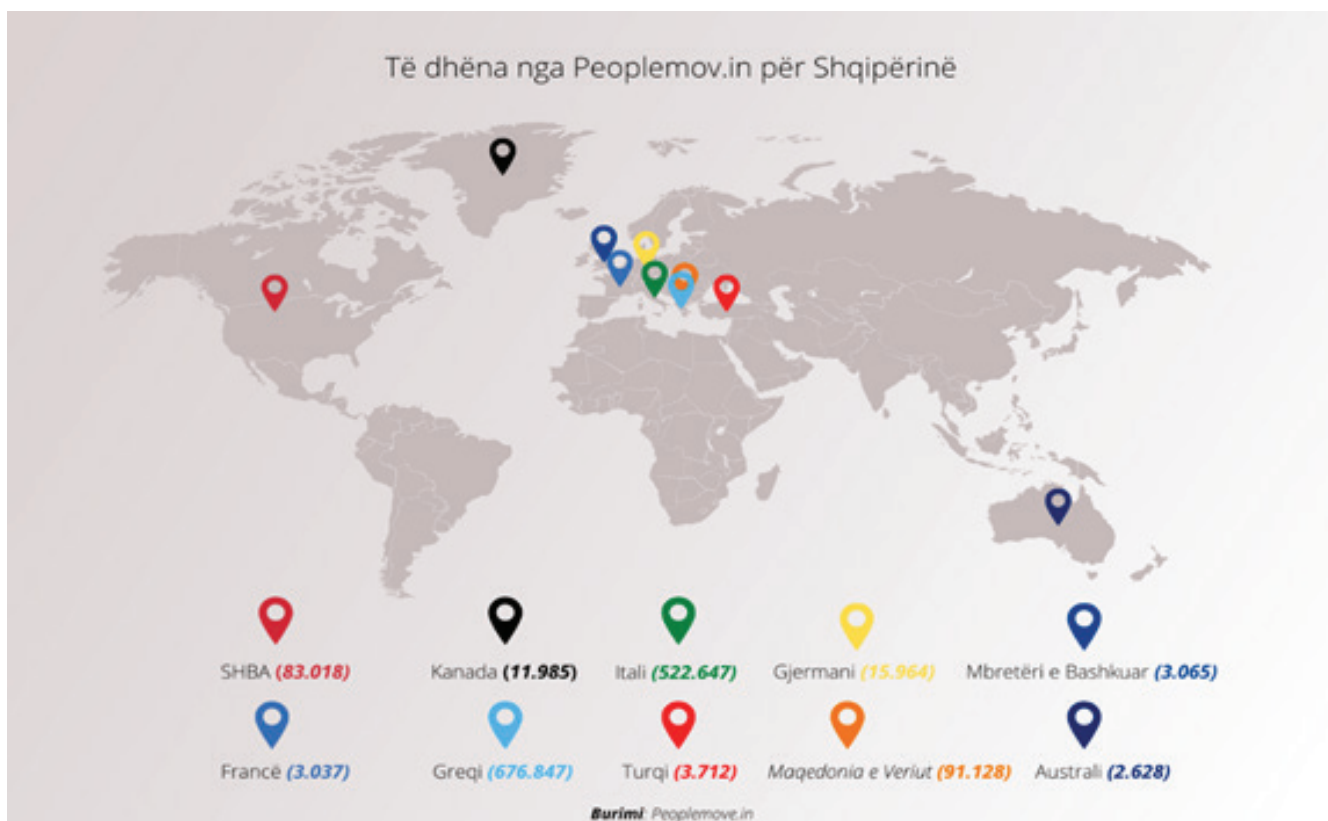 Të dhëna nga Peoplemov.in për Shqipërinë
SHBA (83.018)
Kanada (11.985)
Itali (522.647)
Gjermani (15.964)
Mbretëri e Bashkuar (3.065)
Francë (3.037)
Greqi (676.847)
Turqi (3.712)
Maqedonia e Veriut (91.128)
Australi (2.628)
Burimi: Peoplemove.in